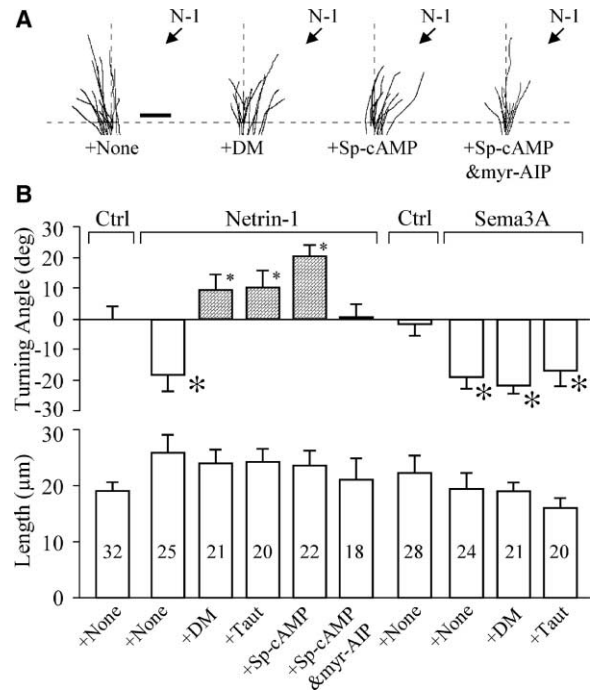 A
N-1 N-1 N-1 N-1
+None +DM +Sp-cAMP +Sp-cAMP
&myr-AIP
B
Ctrl Netrin-1 Ctrl Sema3A
Turning Angle (deg)
30
20
10
0
-10
-20
-30
* * *
* * * *
Length (μm)
30
20
10
0
32 25 21 20 22 18 28 24 21 20
+None +None +DM +Taut +Sp-cAMP +Sp-cAMP
&myr-AIP +None +None +DM +Taut